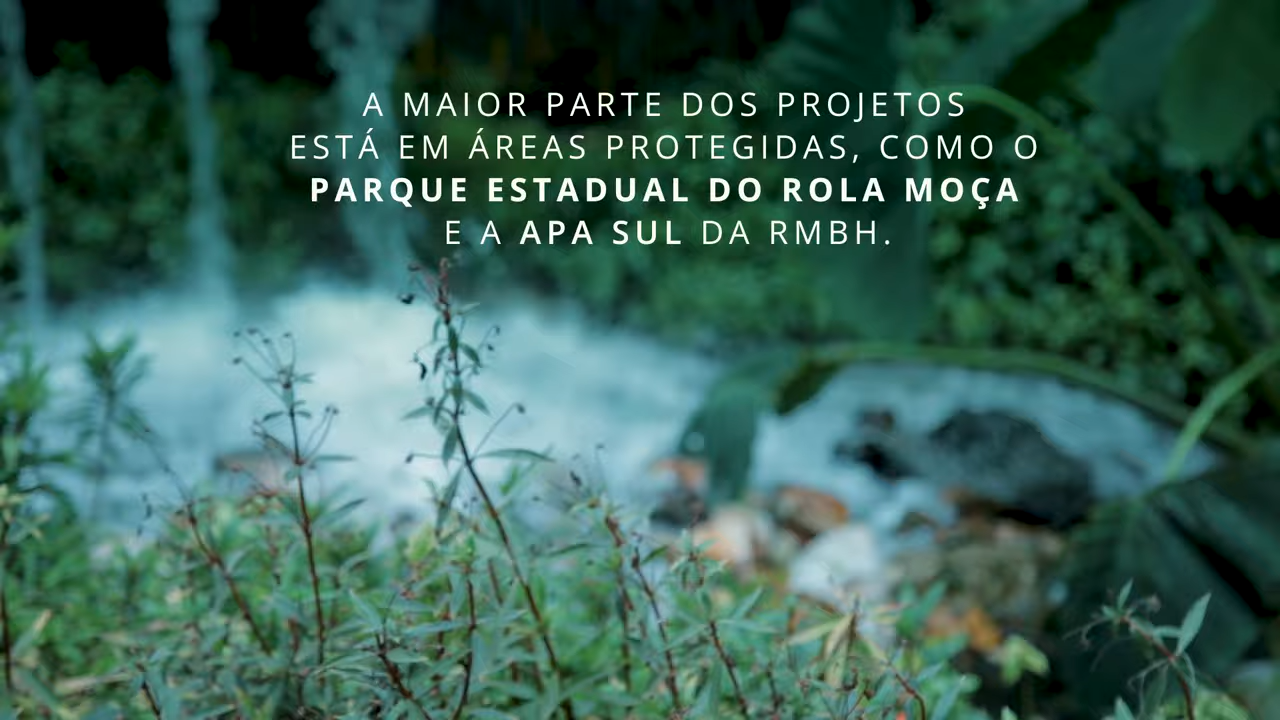 A MAIOR PARTE DOS PROJETOS
ESTÁ EM ÁREAS PROTEGIDAS, COMO O
PARQUE ESTADUAL DO ROLA MOÇA
E A APA SUL DA RMBH.